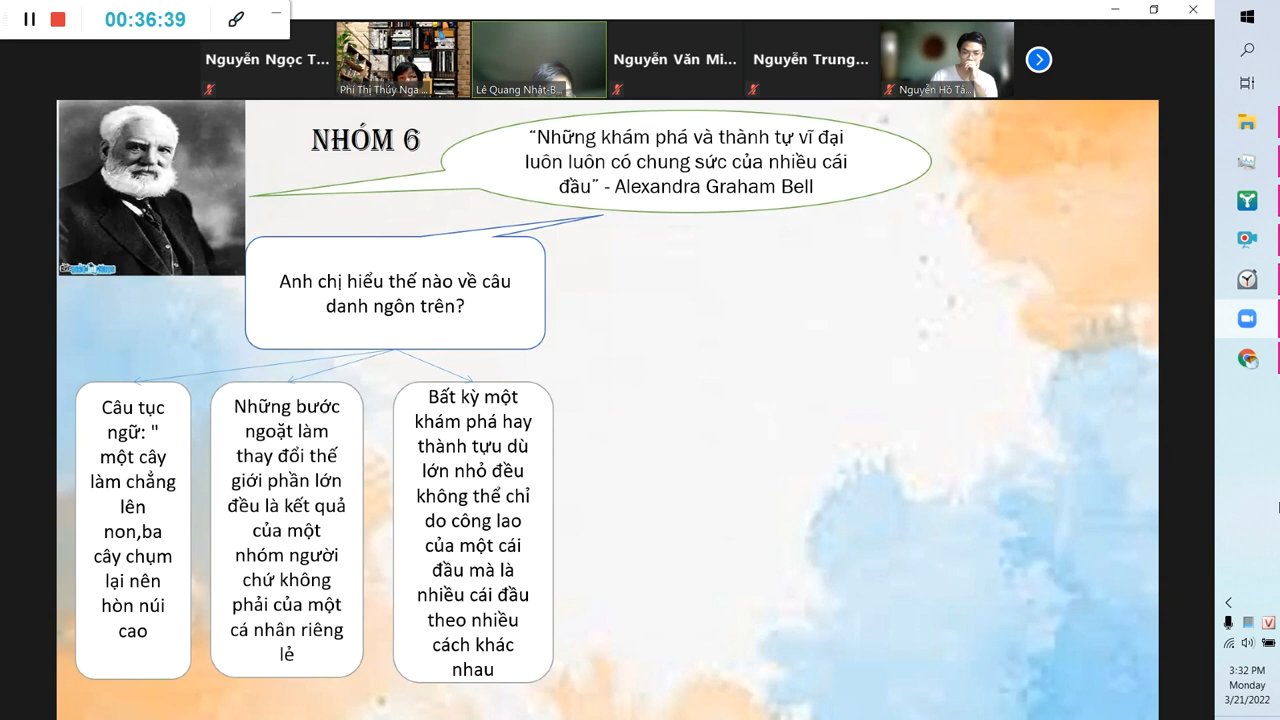 00:36:39
Nguyễn Ngọc T...
Phí Thị Thúy Nga ...
Lê Quang Nhật-B...
Nguyễn Văn Mi...
Nguyễn Trung...
Nguyễn Hồ Tấ...
NHÓM 6
“Những khám phá và thành tự vĩ đại
luôn luôn có chung sức của nhiều cái
đầu” - Alexandra Graham Bell
Anh chị hiểu thế nào về câu
danh ngôn trên?
Câu tục
ngữ: "
một cây
làm chẳng
lên
non,ba
cây chụm
lại nên
hòn núi
cao
Những bước
ngoặt làm
thay đổi thế
giới phần lớn
đều là kết quả
của một
nhóm người
chứ không
phải của một
cá nhân riêng
lẻ
Bất kỳ một
khám phá hay
thành tựu dù
lớn nhỏ đều
không thể chỉ
do công lao
của một cái
đầu mà là
nhiều cái đầu
theo nhiều
cách khác
nhau
3:32 PM
Monday
3/21/2022